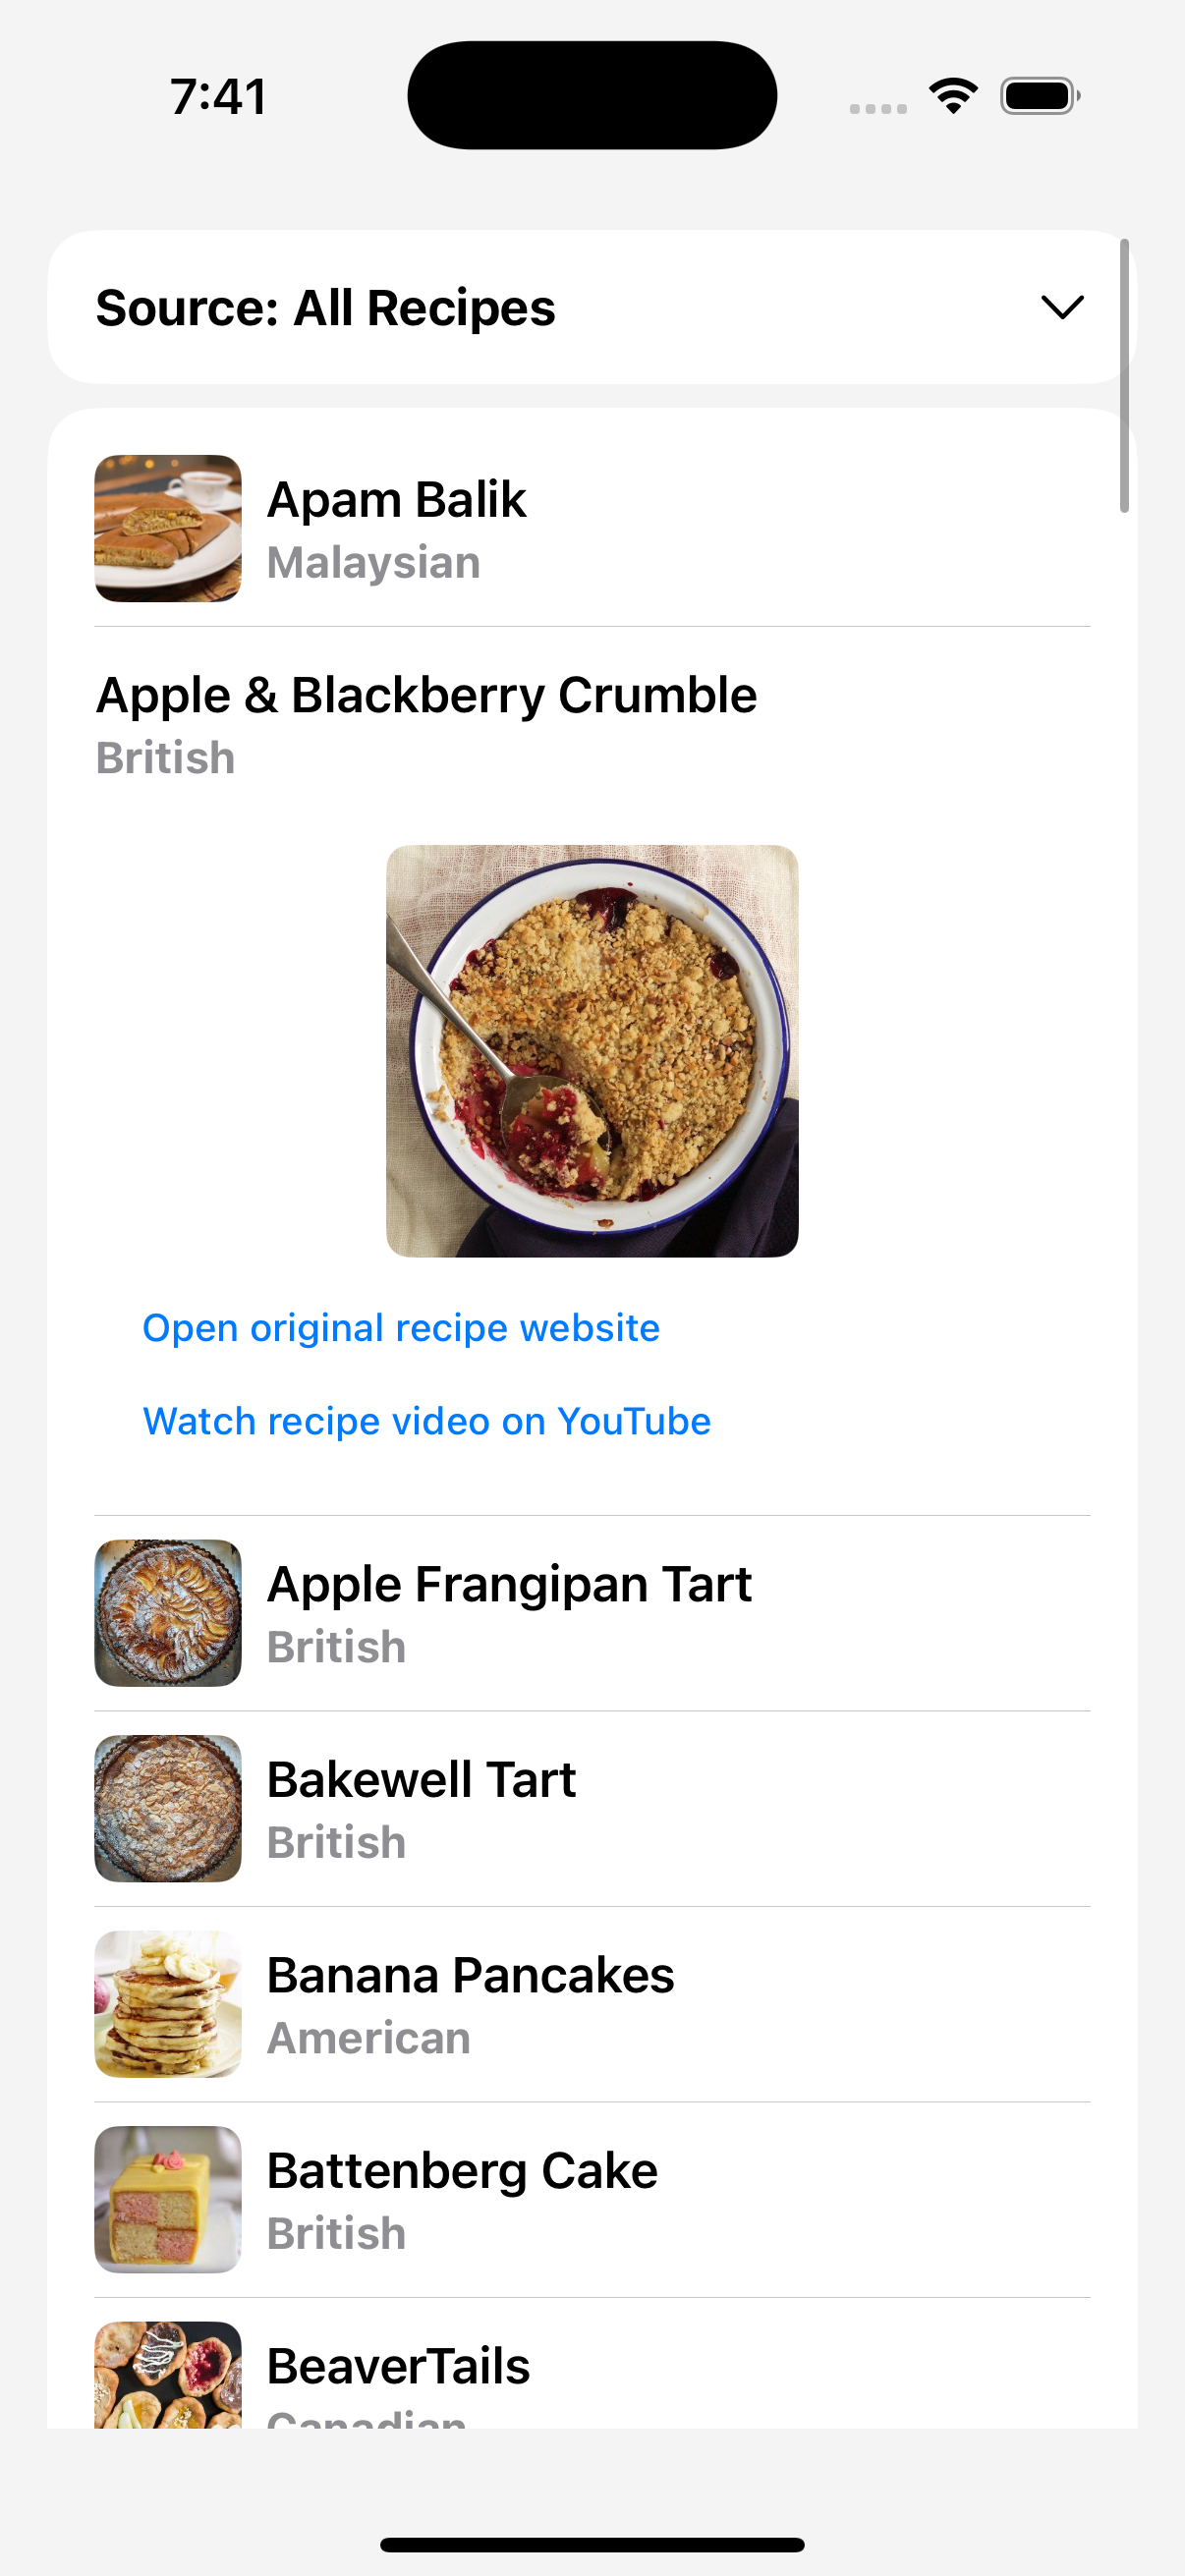 7:41
Source: All Recipes
Apam Balik
Malaysian
Apple & Blackberry Crumble
British
Open original recipe website
Watch recipe video on YouTube
Apple Frangipan Tart
British
Bakewell Tart
British
Banana Pancakes
American
Battenberg Cake
British
BeaverTails
Canadian